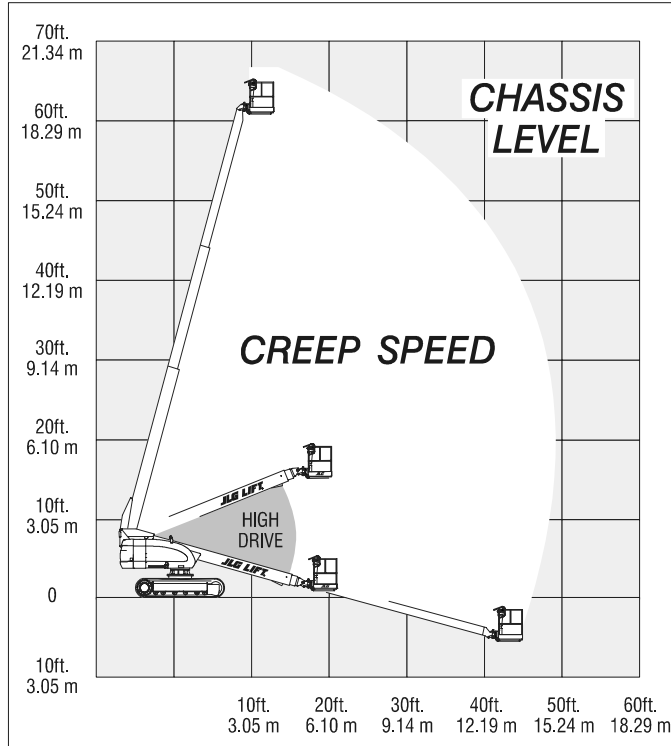 70ft.
21.34 m
CHASSIS
LEVEL
60ft.
18.29 m
50ft.
15.24 m
40ft.
12.19 m
30ft.
9.14 m
CREEP SPEED
20ft.
6.10 m
JLG LIFT.
10ft.
3.05 m
HIGH
DRIVE
JLG LIFT.
0
10ft.
3.05 m
10ft. 20ft. 30ft. 40ft. 50ft. 60ft.
3.05 m 6.10 m 9.14 m 12.19 m 15.24 m 18.29 m